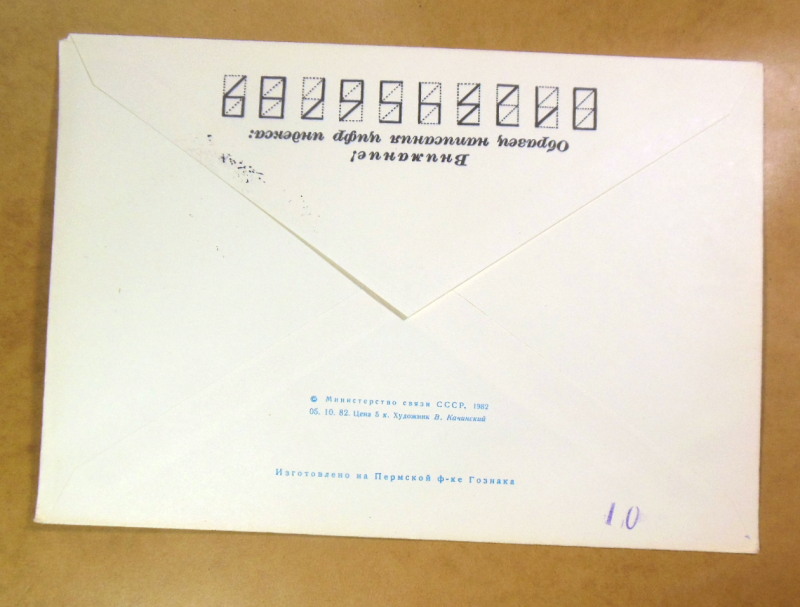 Внимание!
Образец написания цифр индекса:
0123456789
© Министерство связи СССР, 1982
05. 10. 82. Цена 5 к. Художник В. Качинский
Изготовлено на Пермской ф-ке Гознака
10